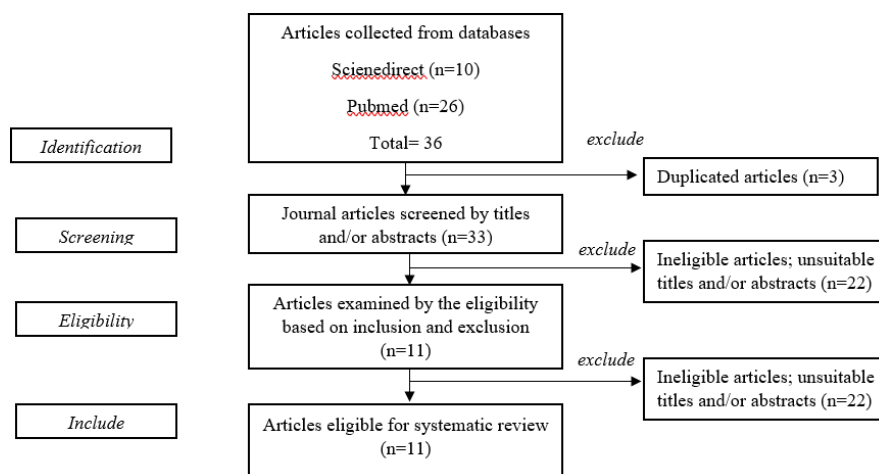 Articles collected from databases
Scienedirect (n=10)
Pubmed (n=26)
Total= 36
Identification
exclude
Duplicated articles (n=3)
Journal articles screened by titles
and/or abstracts (n=33)
Screening
exclude
Ineligible articles; unsuitable
titles and/or abstracts (n=22)
Articles examined by the eligibility
based on inclusion and exclusion
(n=11)
Eligibility
exclude
Ineligible articles; unsuitable
titles and/or abstracts (n=22)
Include
Articles eligible for systematic review
(n=11)